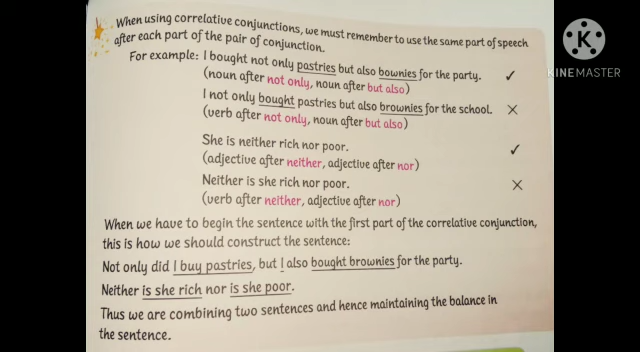 When using correlative conjunctions, we must remember to use the same part of speech
after each part of the pair of conjunction.
For example: I bought not only pastries but also bownies for the party. ✓
(noun after not only, noun after but also)
I not only bought pastries but also brownies for the school. ✕
(verb after not only, noun after but also)
She is neither rich nor poor. ✓
(adjective after neither, adjective after nor)
Neither is she rich nor poor. ✕
(verb after neither, adjective after nor)
When we have to begin the sentence with the first part of the correlative conjunction,
this is how we should construct the sentence:
Not only did I buy pastries, but I also bought brownies for the party.
Neither is she rich nor is she poor.
Thus we are combining two sentences and hence maintaining the balance in
the sentence.
K
KINEMASTER